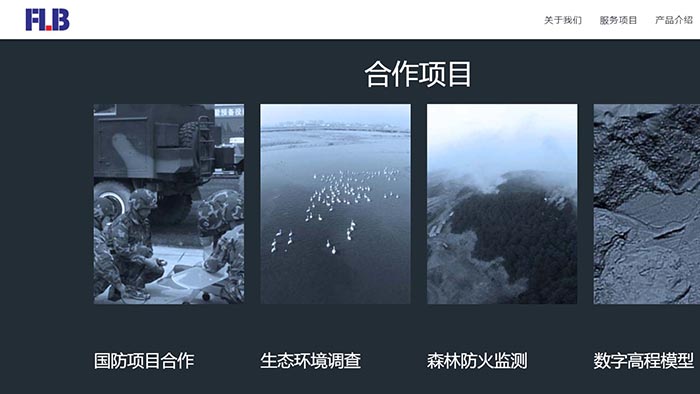 FLB
关于我们
服务项目
产品介绍
合作项目
国防项目合作
生态环境调查
森林防火监测
数字高程模型